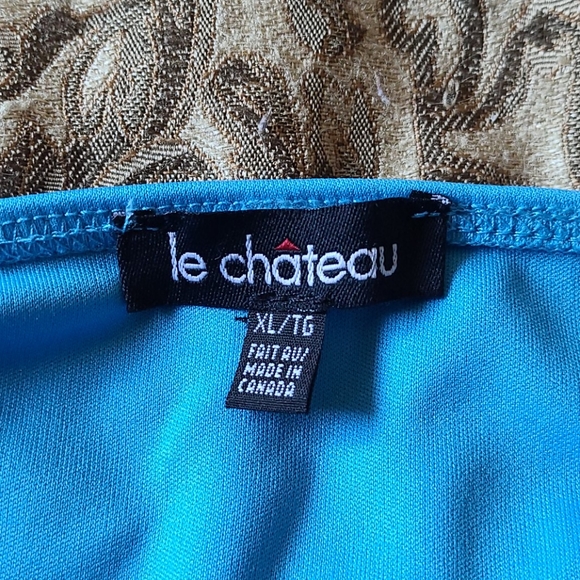 le château
XL/TG
FAIT AU/
MADE IN
CANADA